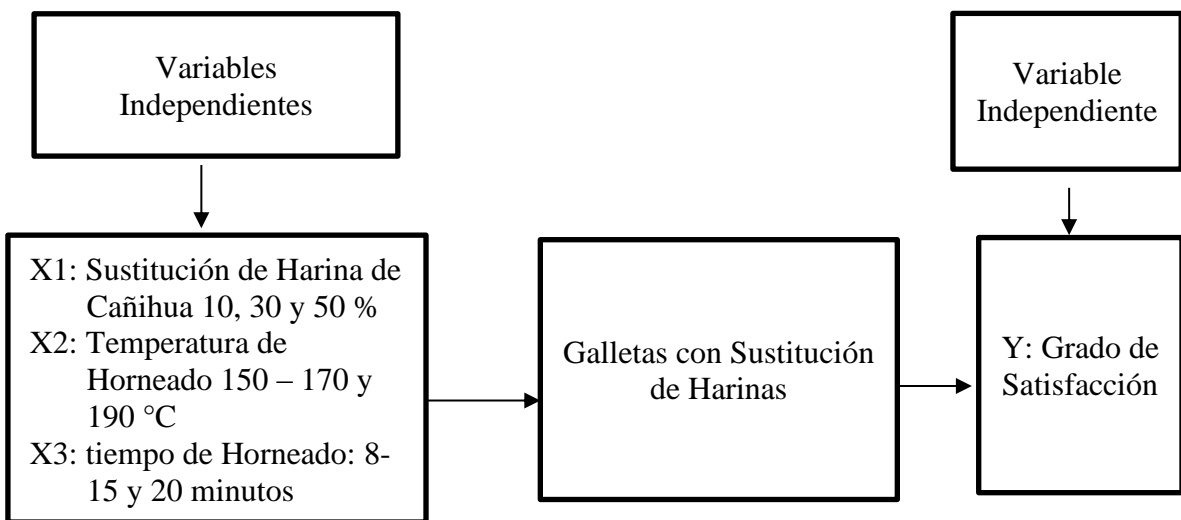 Variables
Independientes
Variable
Independiente
X1: Sustitución de Harina de
Cañihua 10, 30 y 50 %
X2: Temperatura de
Horneado 150 – 170 y
190 °C
X3: tiempo de Horneado: 8-
15 y 20 minutos
Galletas con Sustitución
de Harinas
Y: Grado de
Satisfacción